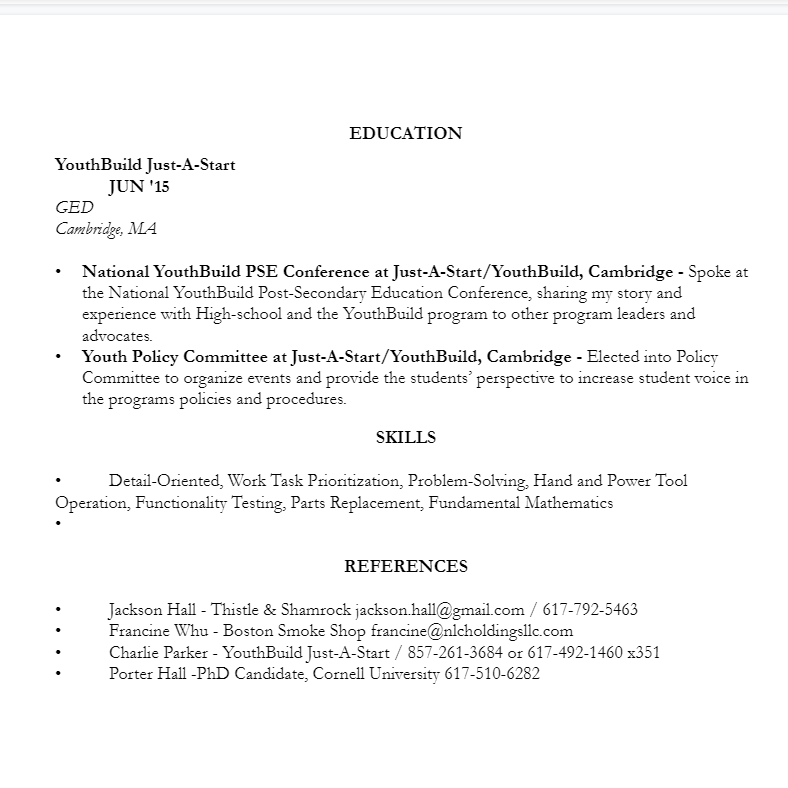 EDUCATION
YouthBuild Just-A-Start
JUN '15
GED
Cambridge, MA
• National YouthBuild PSE Conference at Just-A-Start/YouthBuild, Cambridge - Spoke at
the National YouthBuild Post-Secondary Education Conference, sharing my story and
experience with High-school and the YouthBuild program to other program leaders and
advocates.
• Youth Policy Committee at Just-A-Start/YouthBuild, Cambridge - Elected into Policy
Committee to organize events and provide the students’ perspective to increase student voice in
the programs policies and procedures.
SKILLS
• Detail-Oriented, Work Task Prioritization, Problem-Solving, Hand and Power Tool
Operation, Functionality Testing, Parts Replacement, Fundamental Mathematics
•
REFERENCES
• Jackson Hall - Thistle & Shamrock jackson.hall@gmail.com / 617-792-5463
• Francine Whu - Boston Smoke Shop francine@nlcholdingsllc.com
• Charlie Parker - YouthBuild Just-A-Start / 857-261-3684 or 617-492-1460 x351
• Porter Hall -PhD Candidate, Cornell University 617-510-6282